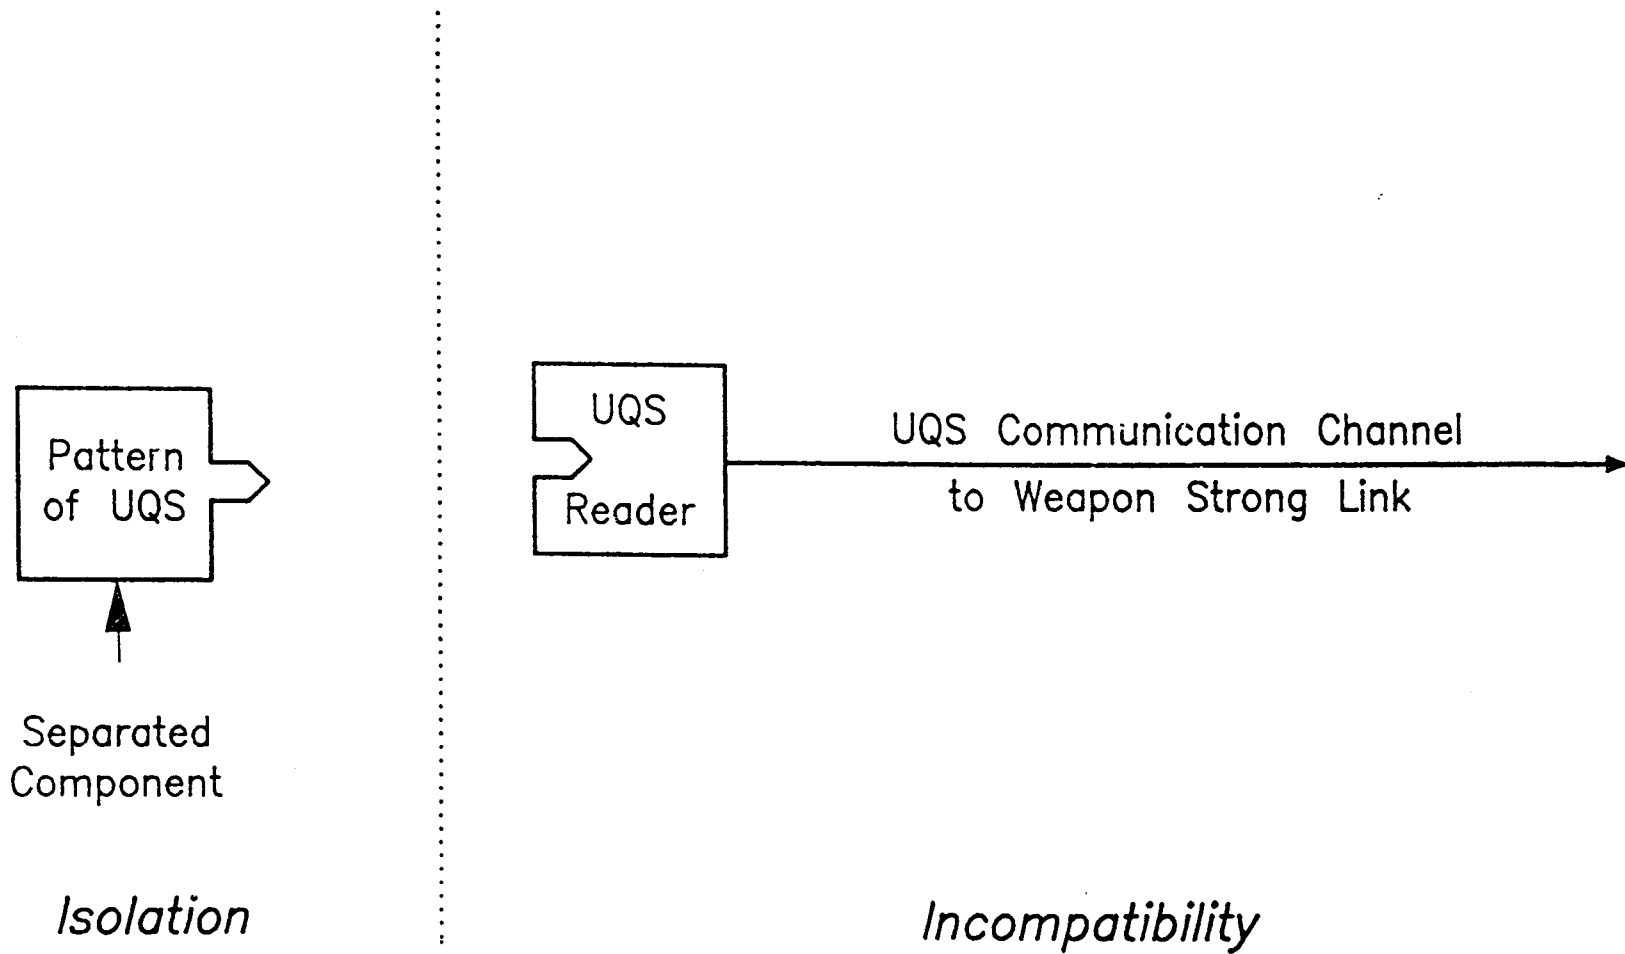 Pattern
of UQS
Separated
Component
Isolation
UQS
Reader
UQS Communication Channel
to Weapon Strong Link
Incompatibility